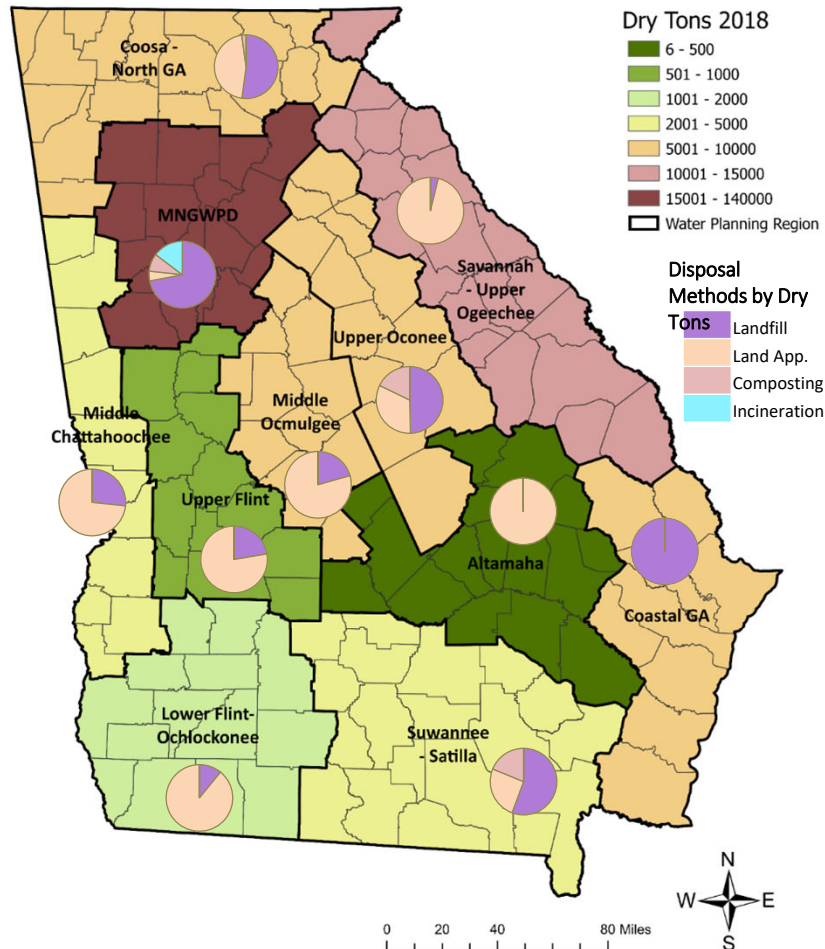 Dry Tons 2018
6 - 500
501 - 1000
1001 - 2000
2001 - 5000
5001 - 10000
10001 - 15000
15001 - 140000
Water Planning Region
Disposal
Methods by Dry
Tons
Landfill
Land App.
Composting
Incineration
Coosa -
North GA
MNGWPD
Savannah
- Upper
Ogeechee
Upper Oconee
Middle
Ocmulgee
Middle
Chattahoochee
Upper Flint
Altamaha
Coastal GA
Lower Flint-
Ochlockonee
Suwannee
- Satilla
N
W E
S
0 20 40 80 Miles